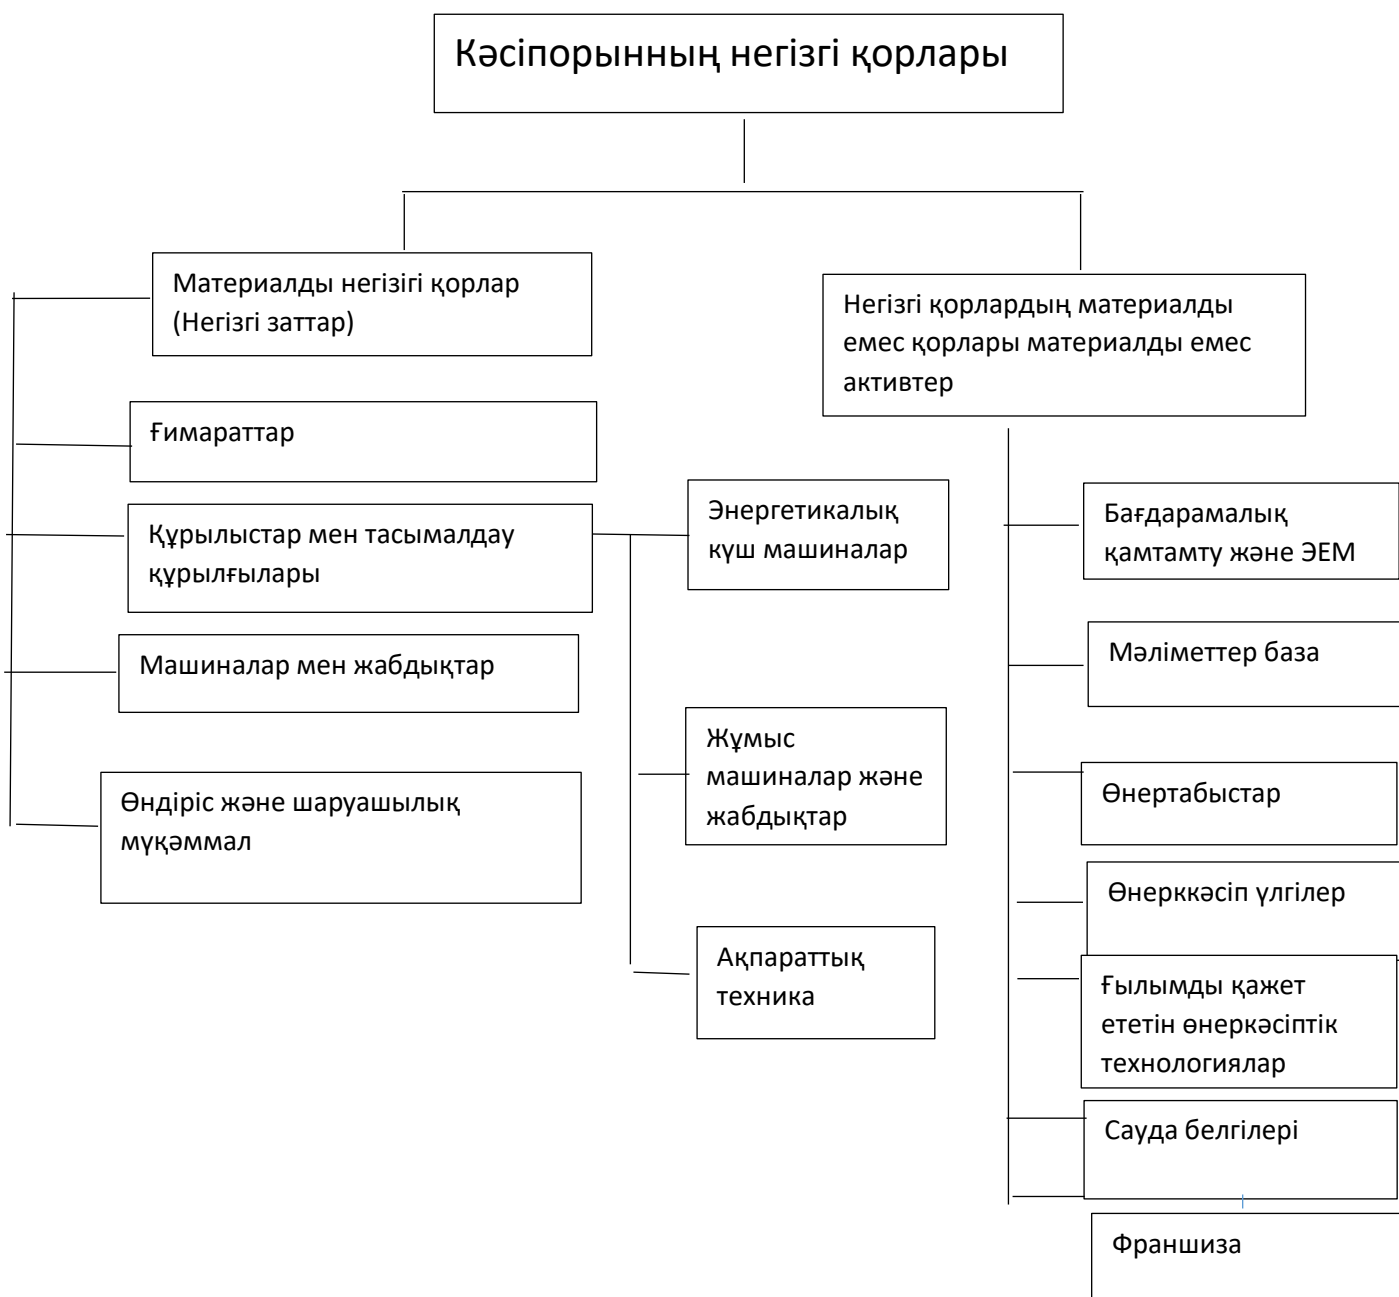 Кәсіпорынның негізгі қорлары
Материалды негізігі қорлар
(Негізгі заттар)
Ғимараттар
Құрылыстар мен тасымалдау
құрылғылары
Машиналар мен жабдықтар
Өндіріс және шаруашылық
мүқәммал
Энергетикалық
күш машиналар
Жұмыс
машиналар және
жабдықтар
Ақпараттық
техника
Негізгі қорлардың материалды
емес қорлары материалды емес
активтер
Бағдарамалық
қамтамту және ЭЕМ
Мәліметтер база
Өнертабыстар
Өнерккәсіп үлгілер
Ғылымды қажет
ететін өнеркәсіптік
технологиялар
Сауда белгілері
Франшиза